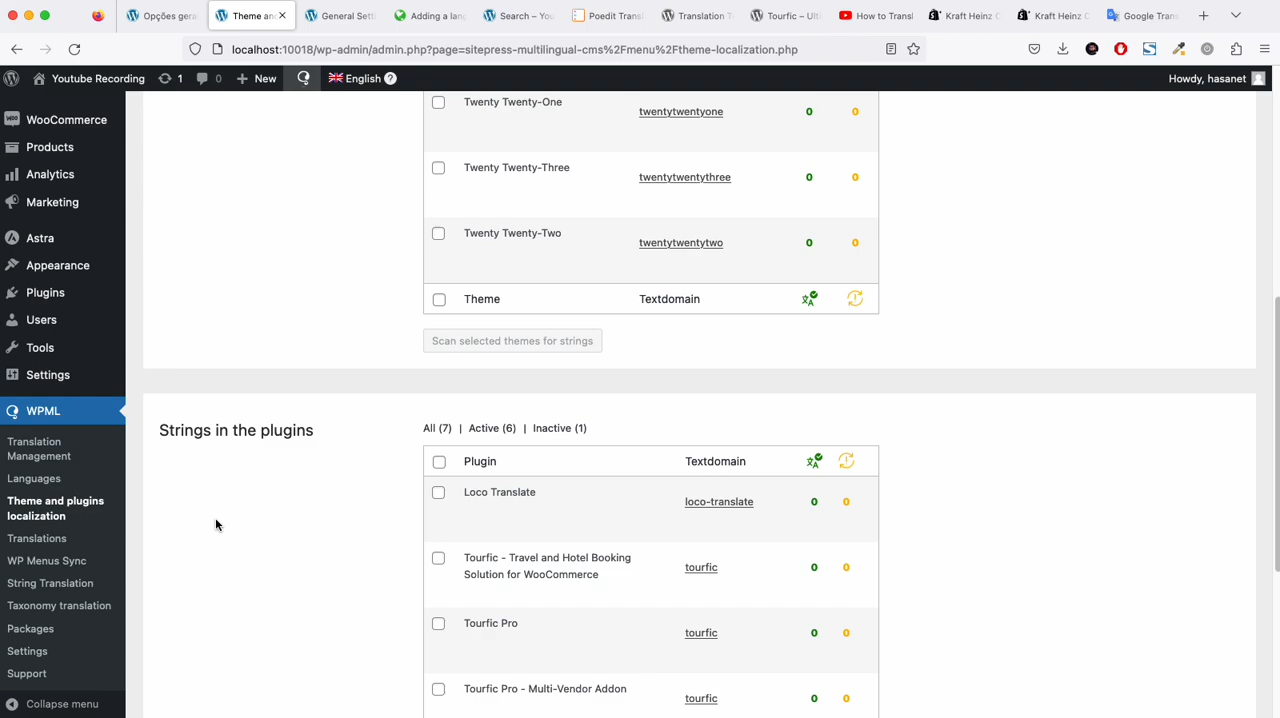 Opções gera
Theme and
General Sett
Adding a lang
Search – You
Poedit Trans
Translation T
Tourfic – Ult
How to Transl
Kraft Heinz C
Kraft Heinz C
Google Tran
localhost:10018/wp-admin/admin.php?page=sitepress-multilingual-cms%2Fmenu%2Ftheme-localization.php
Youtube Recording 1 0 New English Howdy, hasanet
WooCommerce
Products
Analytics
Marketing
Astra
Appearance
Plugins
Users
Tools
Settings
WPML
Translation
Management
Languages
Theme and plugins
localization
Translations
WP Menus Sync
String Translation
Taxonomy translation
Packages
Settings
Support
Collapse menu
Twenty Twenty-One twentytwentyone 0 0
Twenty Twenty-Three twentytwentythree 0 0
Twenty Twenty-Two twentytwentytwo 0 0
Theme Textdomain
Scan selected themes for strings
Strings in the plugins
All (7) | Active (6) | Inactive (1)
Plugin Textdomain
Loco Translate loco-translate 0 0
Tourfic - Travel and Hotel Booking
Solution for WooCommerce tourfic 0 0
Tourfic Pro tourfic 0 0
Tourfic Pro - Multi-Vendor Addon tourfic 0 0